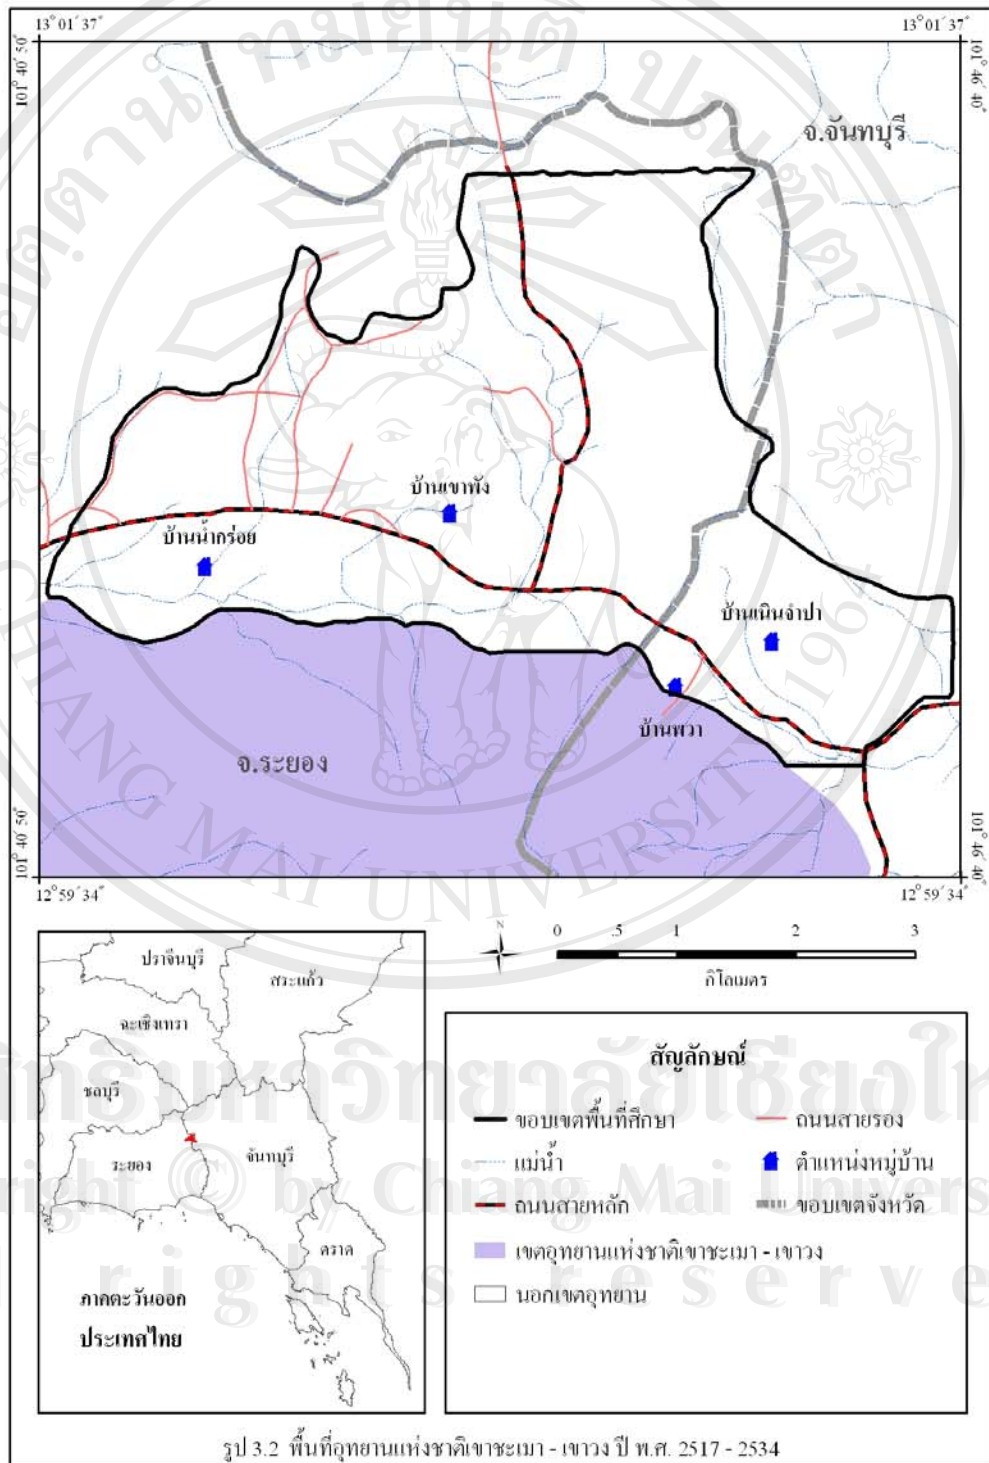 13°01'37"
13°01'37"
101°40'50"
101°46'40"
จ.จันทบุรี
บ้านเขาพัง
บ้านน้ำกร่อย
บ้านเนินจำปา
บ้านพวา
จ.ระยอง
101°40'50"
101°46'40"
12°59'34"
12°59'34"
CHIANG MAI UNIVERSITY 1964
N
0 .5 1 2 3
กิโลเมตร
ปราจีนบุรี
สระแก้ว
ฉะเชิงเทรา
ชลบุรี
ระยอง
จันทบุรี
ตราด
ภาคตะวันออก
ประเทศไทย
สัญลักษณ์
ขอบเขตพื้นที่ศึกษา
ถนนสายรอง
แม่น้ำ
ตำแหน่งหมู่บ้าน
ถนนสายหลัก
ขอบเขตจังหวัด
เขตอุทยานแห่งชาติเขาชะเมา - เขาวง
นอกเขตอุทยาน
© by Chiang Mai Univers
rights reserve
รูป 3.2 พื้นที่อุทยานแห่งชาติเขาชะเมา - เขาวง ปี พ.ศ. 2517 - 2534